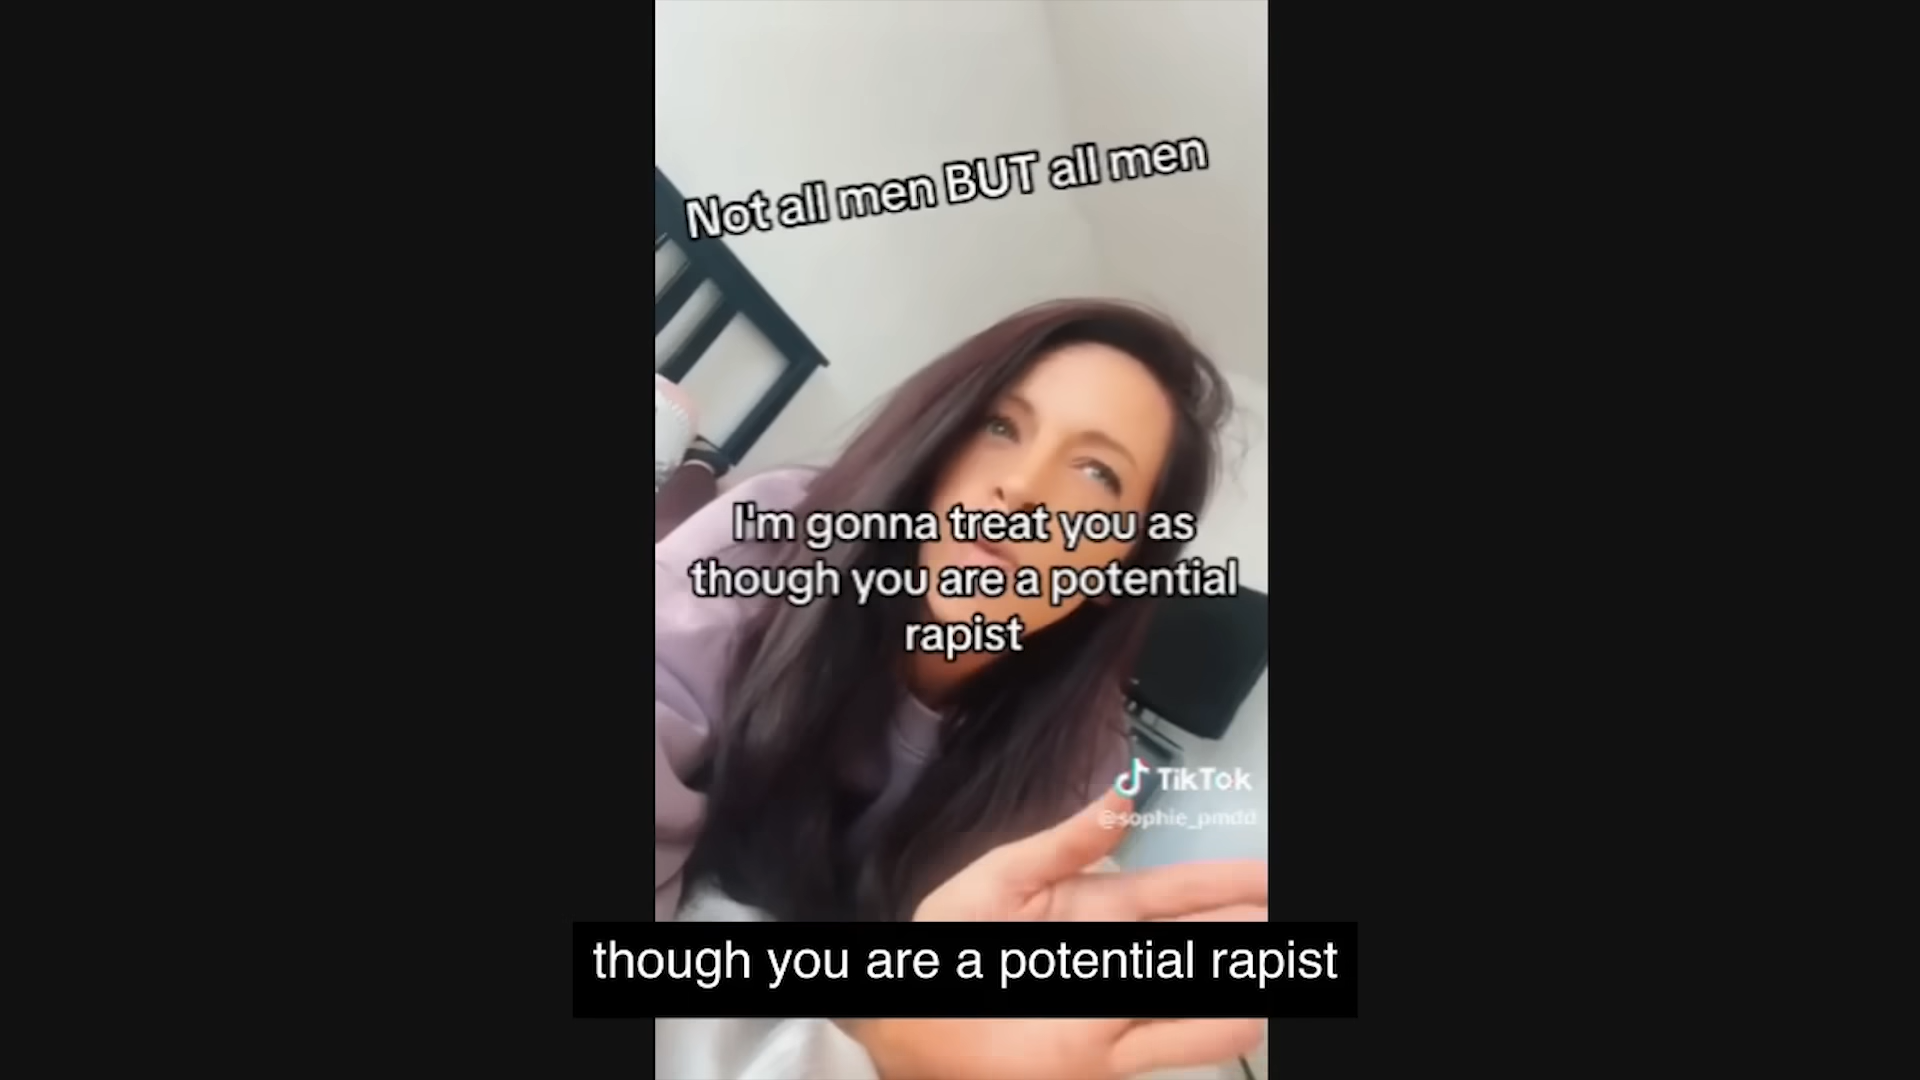 Not all men BUT all men
I'm gonna treat you as
though you are a potential
rapist
TikTok
@sophie_pmdd
though you are a potential rapist